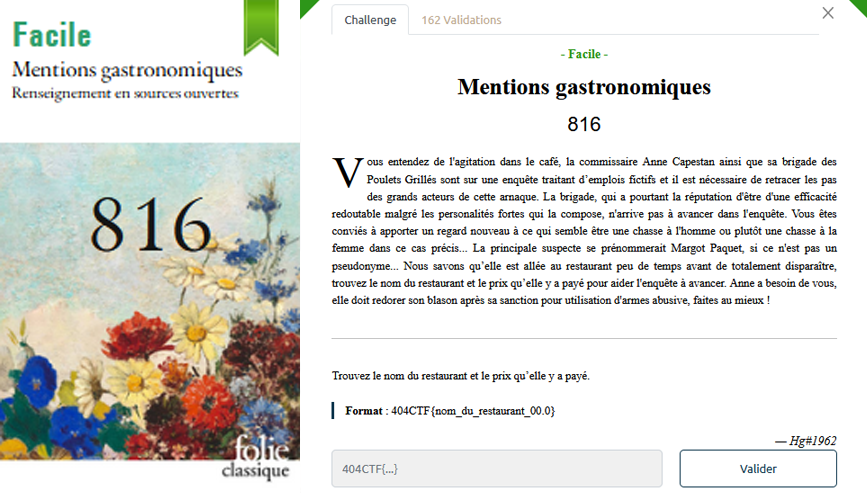 Facile
Mentions gastronomiques
Renseignement en sources ouvertes
816
folie
classique
Challenge
162 Validations
- Facile -
Mentions gastronomiques
816
Vous entendez de l'agitation dans le café, la commissaire Anne Capestan ainsi que sa brigade des
Poulets Grillés sont sur une enquête traitant d’emplois fictifs et il est nécessaire de retracer les pas
des grands acteurs de cette arnaque. La brigade, qui a pourtant la réputation d'être d'une efficacité
redoutable malgré les personalités fortes qui la compose, n'arrive pas à avancer dans l'enquête. Vous êtes
conviés à apporter un regard nouveau à ce qui semble être une chasse à l'homme ou plutôt une chasse à la
femme dans ce cas précis... La principale suspecte se prénommerait Margot Paquet, si ce n'est pas un
pseudonyme... Nous savons qu’elle est allée au restaurant peu de temps avant de totalement disparaître,
trouvez le nom du restaurant et le prix qu’elle y a payé pour aider l'enquête à avancer. Anne a besoin de vous,
elle doit redorer son blason après sa sanction pour utilisation d'armes abusive, faites au mieux !
Trouvez le nom du restaurant et le prix qu’elle y a payé.
Format : 404CTF{nom_du_restaurant_00.0}
— Hg#1962
404CTF{...}
Valider